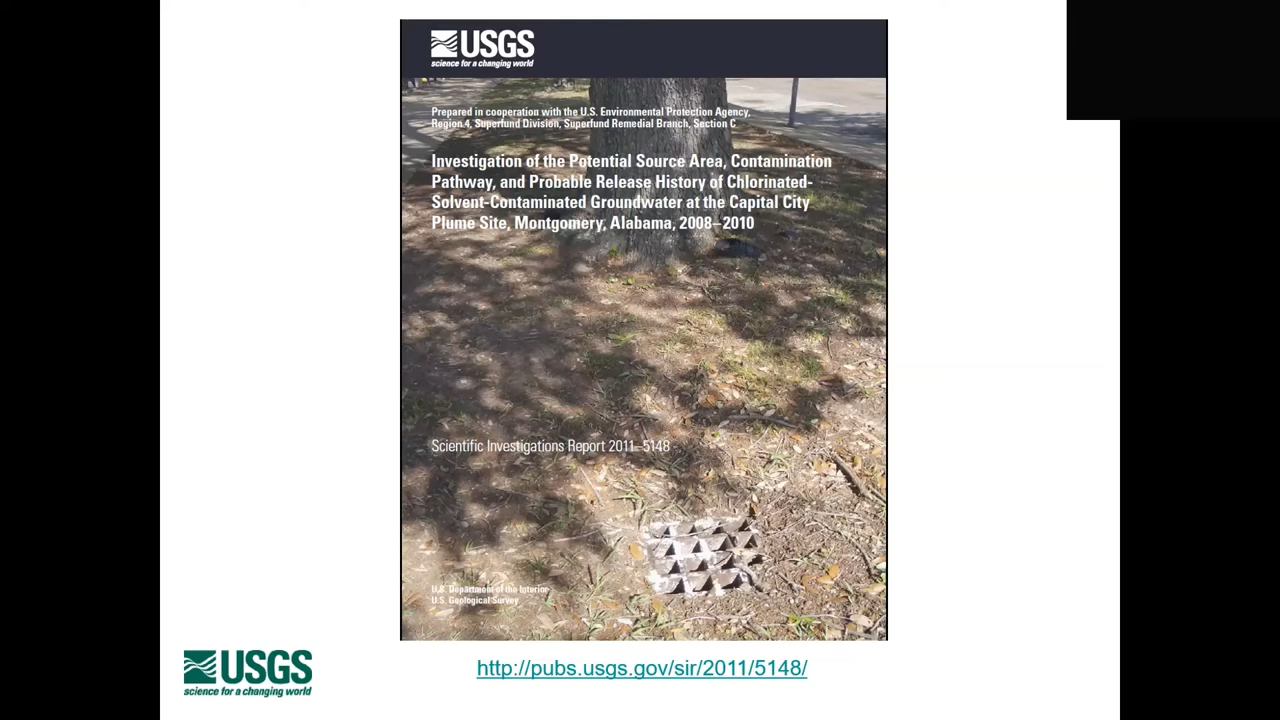 USGS
science for a changing world
Prepared in cooperation with the U.S. Environmental Protection Agency,
Region 4, Superfund Division, Superfund Remedial Branch, Section C
Investigation of the Potential Source Area, Contamination
Pathway, and Probable Release History of Chlorinated-
Solvent-Contaminated Groundwater at the Capital City
Plume Site, Montgomery, Alabama, 2008–2010
Scientific Investigations Report 2011–5148
U.S. Department of the Interior
U.S. Geological Survey
USGS
science for a changing world
http://pubs.usgs.gov/sir/2011/5148/